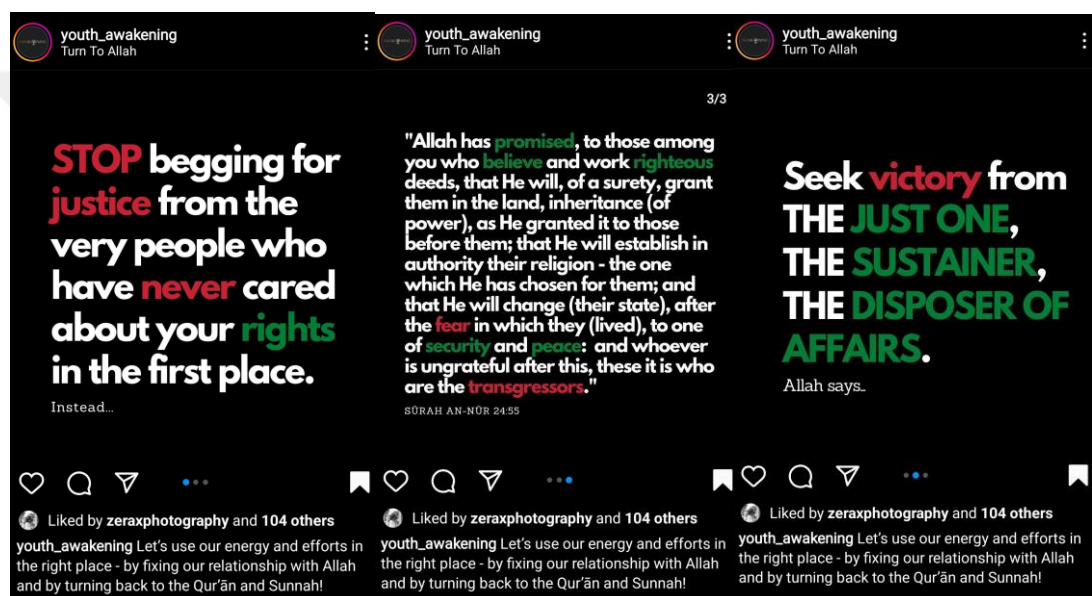 youth_awakening
Turn To Allah
STOP begging for
justice from the
very people who
have never cared
about your rights
in the first place.
Instead...
Liked by zeraxphotography and 104 others
youth_awakening Let's use our energy and efforts in
the right place - by fixing our relationship with Allah
and by turning back to the Qur'ān and Sunnah!
youth_awakening
Turn To Allah
3/3
"Allah has promised, to those among
you who believe and work righteous
deeds, that He will, of a surety, grant
them in the land, inheritance (of
power), as He granted it to those
before them; that He will establish in
authority their religion - the one
which He has chosen for them; and
that He will change (their state), after
the fear in which they (lived), to one
of security and peace: and whoever
is ungrateful after this, these it is who
are the transgressors."
SŪRAH AN-NŪR 24:55
Liked by zeraxphotography and 104 others
youth_awakening Let's use our energy and efforts in
the right place - by fixing our relationship with Allah
and by turning back to the Qur'ān and Sunnah!
youth_awakening
Turn To Allah
Seek victory from
THE JUST ONE,
THE SUSTAINER,
THE DISPOSER OF
AFFAIRS.
Allah says..
Liked by zeraxphotography and 104 others
youth_awakening Let's use our energy and efforts in
the right place - by fixing our relationship with Allah
and by turning back to the Qur'ān and Sunnah!